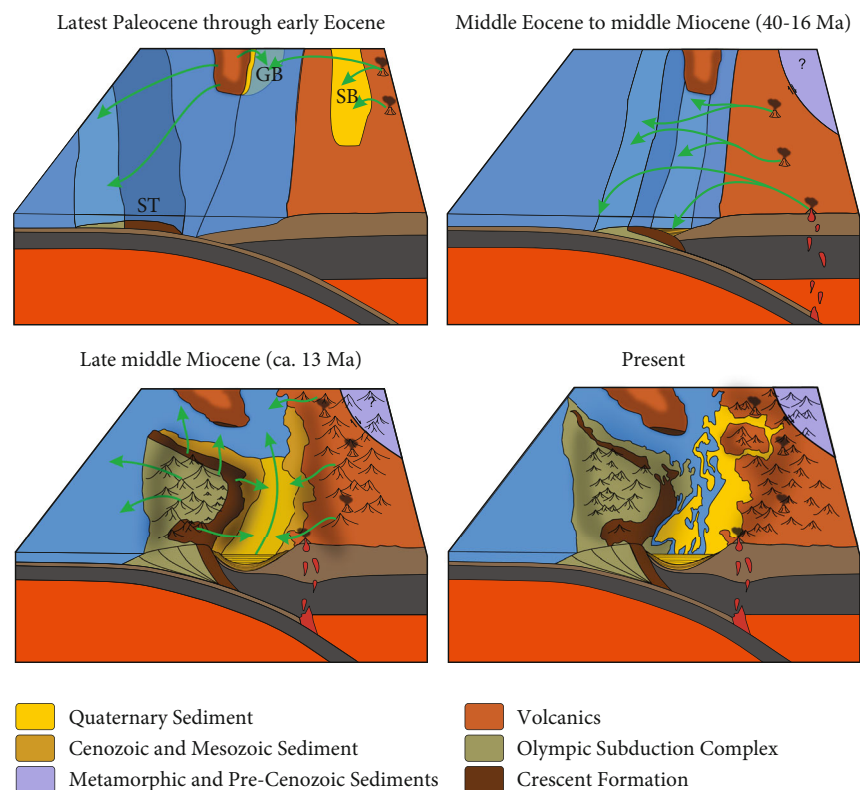 Latest Paleocene through early Eocene
Middle Eocene to middle Miocene (40-16 Ma)
GB
SB
ST
?
Late middle Miocene (ca. 13 Ma)
Present
?
Quaternary Sediment
Cenozoic and Mesozoic Sediment
Metamorphic and Pre-Cenozoic Sediments
Volcanics
Olympic Subduction Complex
Crescent Formation